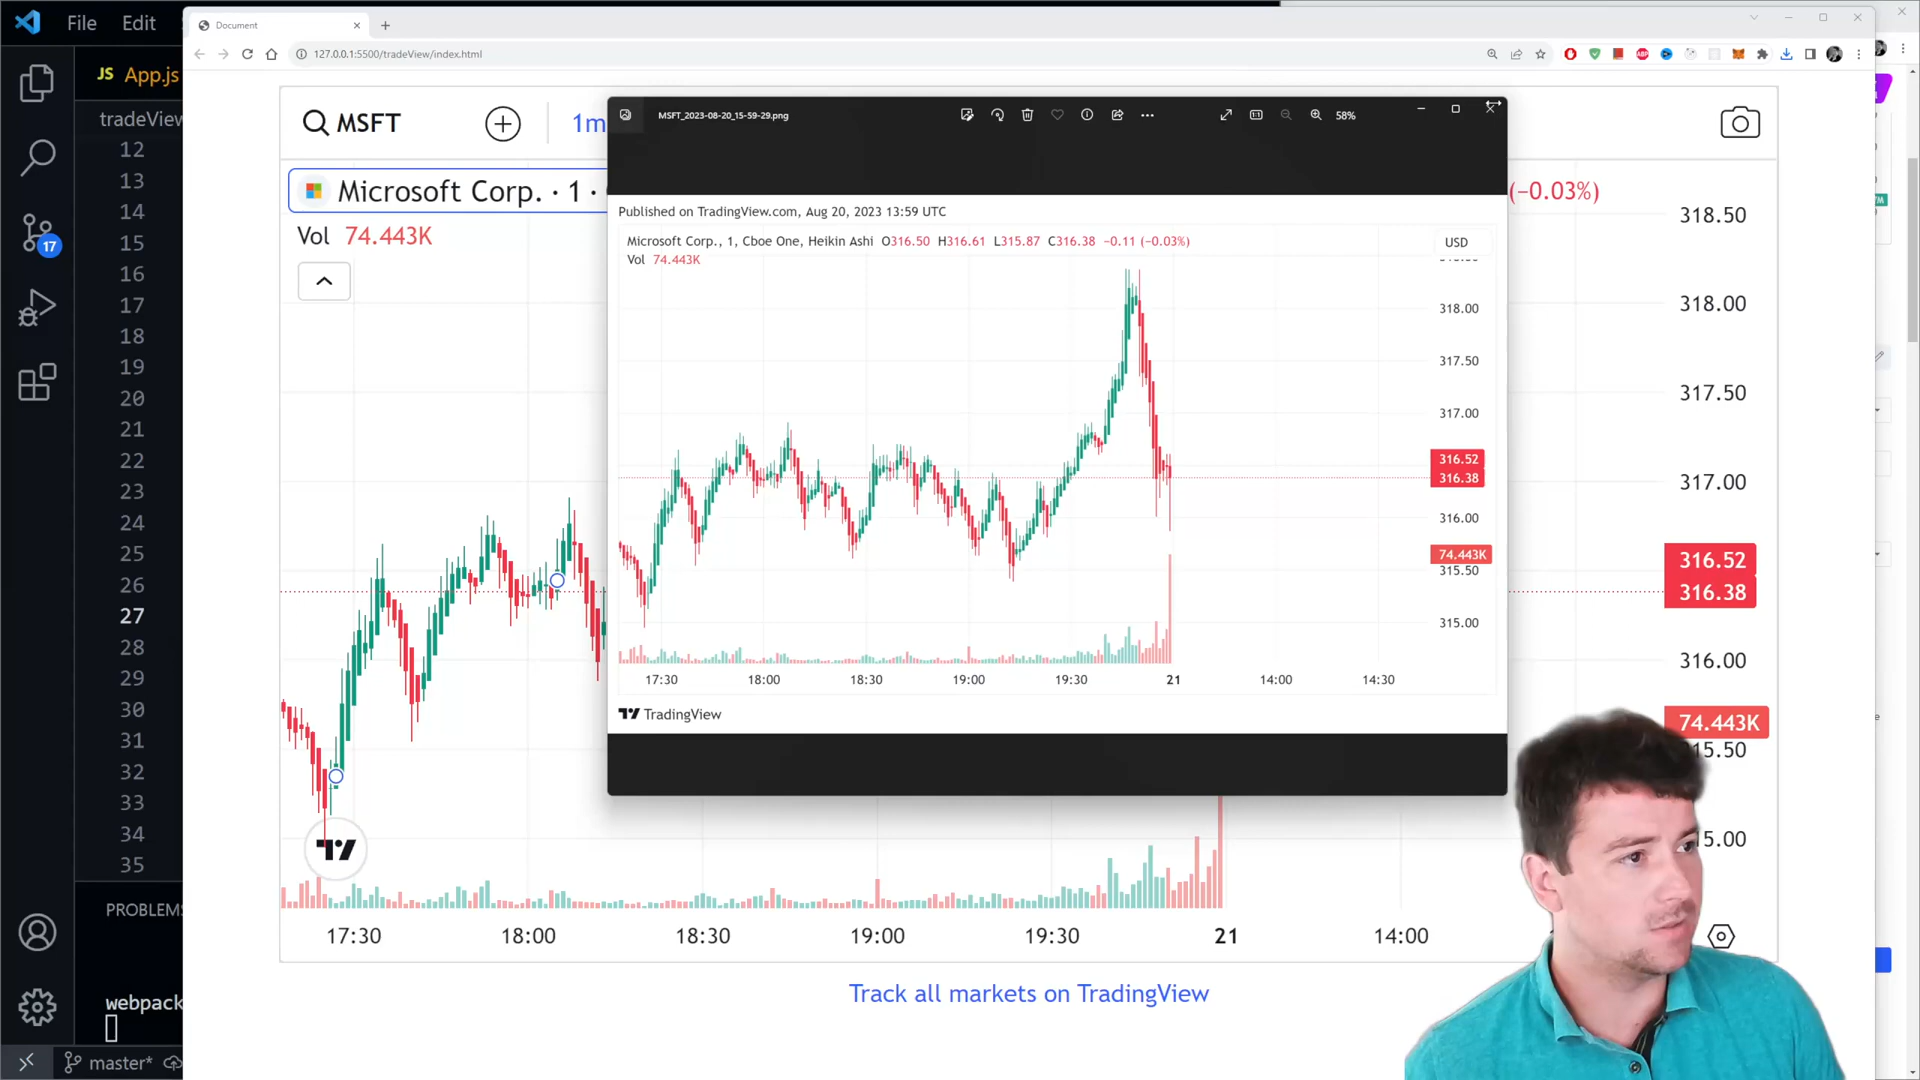 File Edit
Document
127.0.0.1:5500/tradeView/index.html
JS App.js
tradeView
12
13
14
15
16
17
18
19
20
21
22
23
24
25
26
27
28
29
30
31
32
33
34
35
17
PROBLEMS
webpack
master*
MSFT
1m
Microsoft Corp. · 1 ·
(−0.03%)
Vol 74.443K
318.50
318.00
317.50
317.00
316.52
316.38
316.00
74.443K
315.50
15.00
17:30 18:00 18:30 19:00 19:30 21 14:00
Track all markets on TradingView
ABP
MSFT_2023-08-20_15-59-29.png
58%
Published on TradingView.com, Aug 20, 2023 13:59 UTC
Microsoft Corp., 1, Cboe One, Heikin Ashi O316.50 H316.61 L315.87 C316.38 −0.11 (−0.03%)
USD
Vol 74.443K
318.00
317.50
317.00
316.52
316.38
316.00
74.443K
315.50
315.00
17:30 18:00 18:30 19:00 19:30 21 14:00 14:30
TradingView